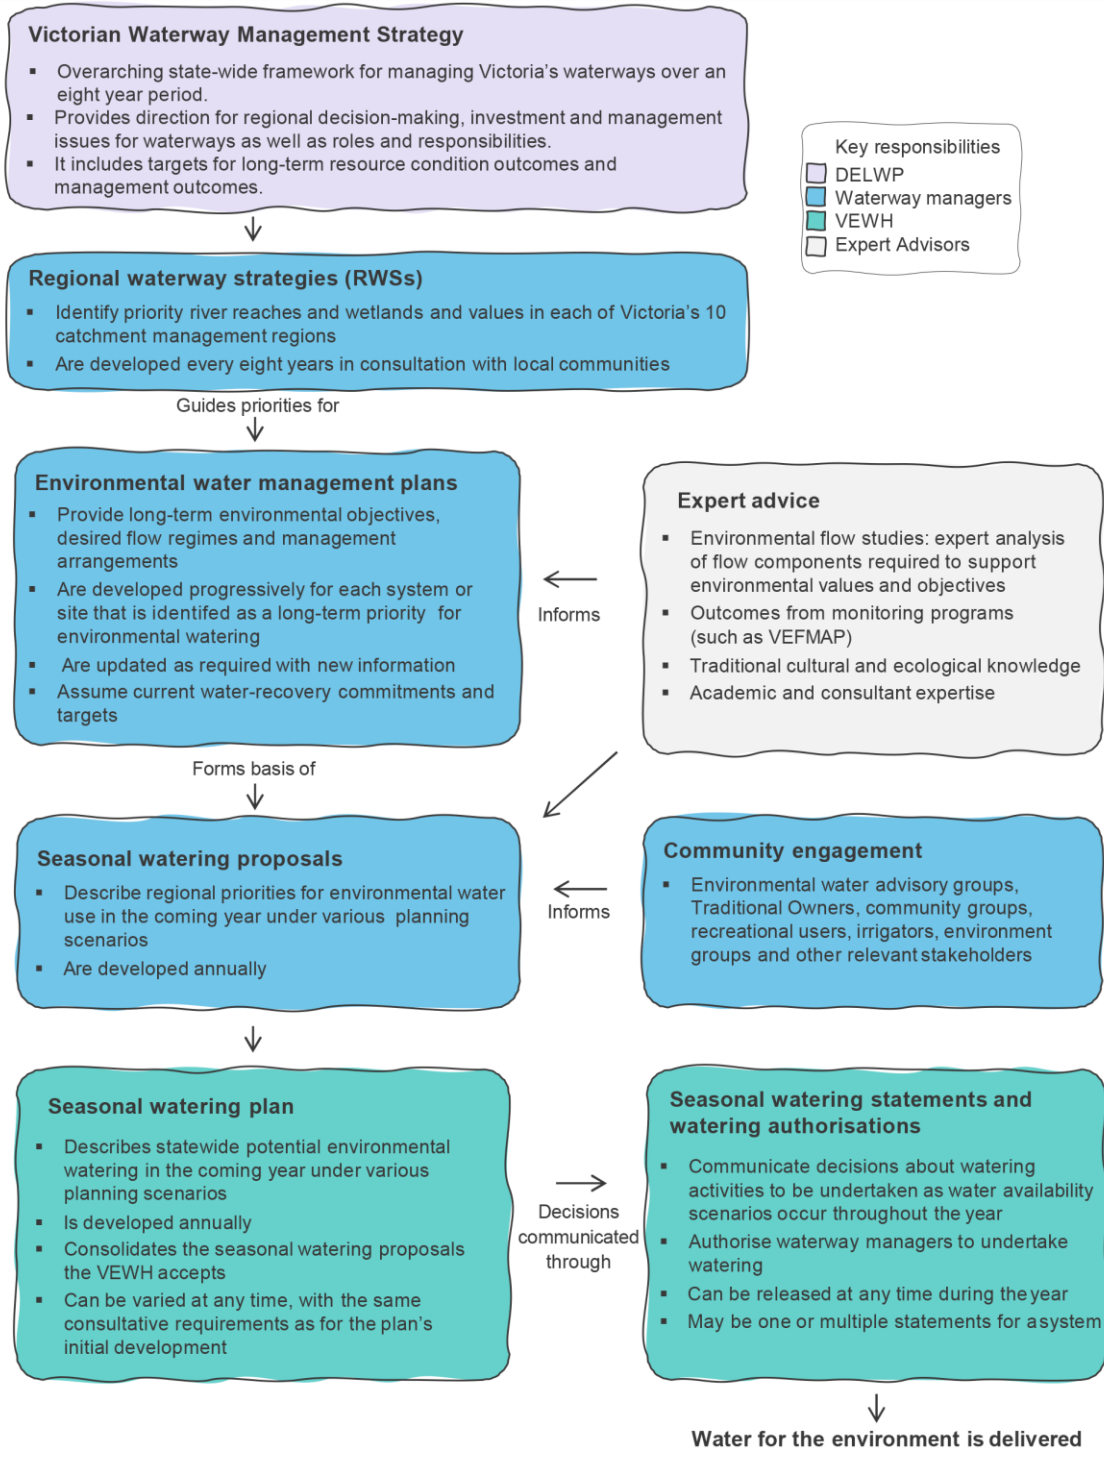 Victorian Waterway Management Strategy
▪ Overarching state-wide framework for managing Victoria's waterways over an
eight year period.
▪ Provides direction for regional decision-making, investment and management
issues for waterways as well as roles and responsibilities.
▪ It includes targets for long-term resource condition outcomes and
management outcomes.
Key responsibilities
DELWP
Waterway managers
VEWH
Expert Advisors
Regional waterway strategies (RWSs)
▪ Identify priority river reaches and wetlands and values in each of Victoria's 10
catchment management regions
▪ Are developed every eight years in consultation with local communities
Guides priorities for
Environmental water management plans
▪ Provide long-term environmental objectives,
desired flow regimes and management
arrangements
▪ Are developed progressively for each system or
site that is identifed as a long-term priority for
environmental watering
▪ Are updated as required with new information
▪ Assume current water-recovery commitments and
targets
Informs
Expert advice
▪ Environmental flow studies: expert analysis
of flow components required to support
environmental values and objectives
▪ Outcomes from monitoring programs
(such as VEFMAP)
▪ Traditional cultural and ecological knowledge
▪ Academic and consultant expertise
Forms basis of
Seasonal watering proposals
▪ Describe regional priorities for environmental water
use in the coming year under various planning
scenarios
▪ Are developed annually
Informs
Community engagement
▪ Environmental water advisory groups,
Traditional Owners, community groups,
recreational users, irrigators, environment
groups and other relevant stakeholders
Seasonal watering plan
▪ Describes statewide potential environmental
watering in the coming year under various
planning scenarios
▪ Is developed annually
▪ Consolidates the seasonal watering proposals
the VEWH accepts
▪ Can be varied at any time, with the same
consultative requirements as for the plan's
initial development
Decisions
communicated
through
Seasonal watering statements and
watering authorisations
▪ Communicate decisions about watering
activities to be undertaken as water availability
scenarios occur throughout the year
▪ Authorise waterway managers to undertake
watering
▪ Can be released at any time during the year
▪ May be one or multiple statements for asystem
Water for the environment is delivered